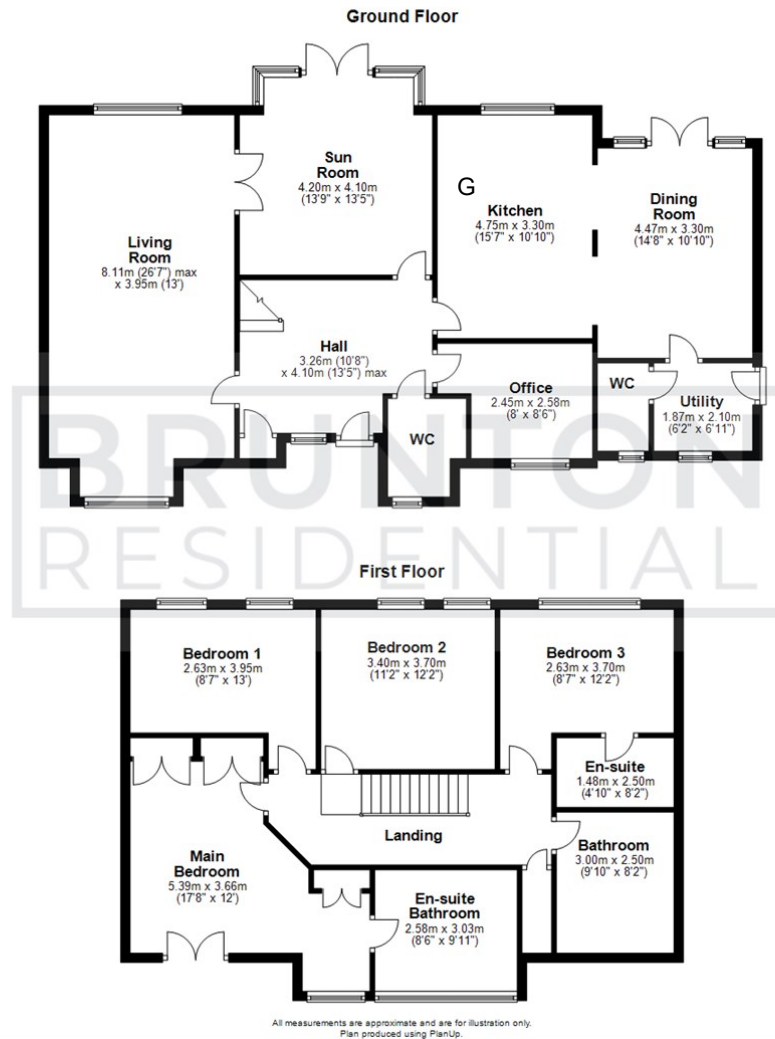 Ground Floor
Sun
Room
4.20m x 4.10m
(13'9" x 13'5")
G
Kitchen
4.75m x 3.30m
(15'7" x 10'10")
Dining
Room
4.47m x 3.30m
(14'8" x 10'10")
Living
Room
8.11m (26'7") max
x 3.95m (13')
Hall
3.26m (10'8")
x 4.10m (13'5") max
WC
Office
2.45m x 2.58m
(8' x 8'6")
WC
Utility
1.87m x 2.10m
(6'2" x 6'11")
BRUNTON
RESIDENTIAL
First Floor
Bedroom 1
2.63m x 3.95m
(8'7" x 13')
Bedroom 2
3.40m x 3.70m
(11'2" x 12'2")
Bedroom 3
2.63m x 3.70m
(8'7" x 12'2")
En-suite
1.48m x 2.50m
(4'10" x 8'2")
Landing
Bathroom
3.00m x 2.50m
(9'10" x 8'2")
Main
Bedroom
5.39m x 3.66m
(17'8" x 12')
En-suite
Bathroom
2.58m x 3.03m
(8'6" x 9'11")
All measurements are approximate and are for illustration only.
Plan produced using PlanUp.